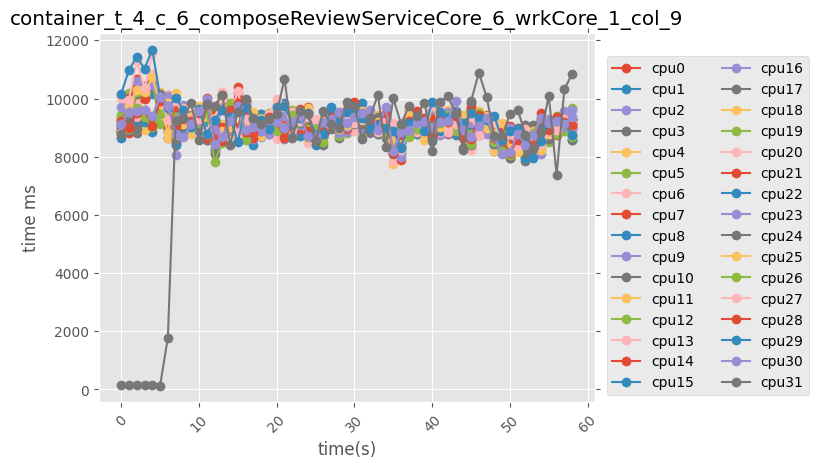 container_t_4_c_6_composeReviewServiceCore_6_wrkCore_1_col_9
12000
10000
8000
6000
4000
2000
0
time ms
0 10 20 30 40 50 60
time(s)
cpu0 cpu16
cpu1 cpu17
cpu2 cpu18
cpu3 cpu19
cpu4 cpu20
cpu5 cpu21
cpu6 cpu22
cpu7 cpu23
cpu8 cpu24
cpu9 cpu25
cpu10 cpu26
cpu11 cpu27
cpu12 cpu28
cpu13 cpu29
cpu14 cpu30
cpu15 cpu31